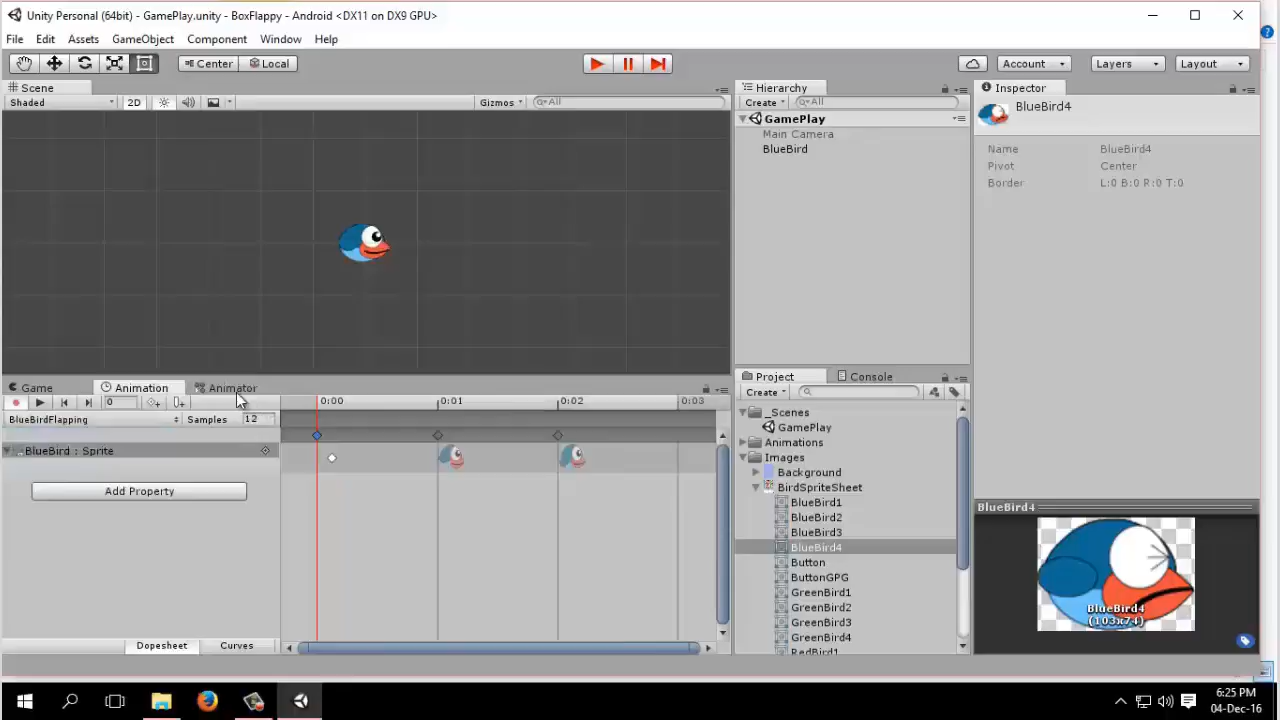 Unity Personal (64bit) - GamePlay.unity - BoxFlappy - Android <DX11 on DX9 GPU>
File Edit Assets GameObject Component Window Help
Center Local Account Layers Layout
Scene
Shaded 2D Gizmos All
Hierarchy
Create All
GamePlay
Main Camera
BlueBird
Inspector
BlueBird4
Name BlueBird4
Pivot Center
Border L:0 B:0 R:0 T:0
Game Animation Animator
0 0:00 0:01 0:02 0:03
BlueBirdFlapping Samples 12
BlueBird : Sprite
Add Property
Dopesheet Curves
Project Console
Create
_Scenes
GamePlay
Animations
Images
Background
BirdSpriteSheet
BlueBird1
BlueBird2
BlueBird3
BlueBird4
Button
ButtonGPG
GreenBird1
GreenBird2
GreenBird3
GreenBird4
RedBird1
BlueBird4
BlueBird4
(103x74)
6:25 PM
04-Dec-16